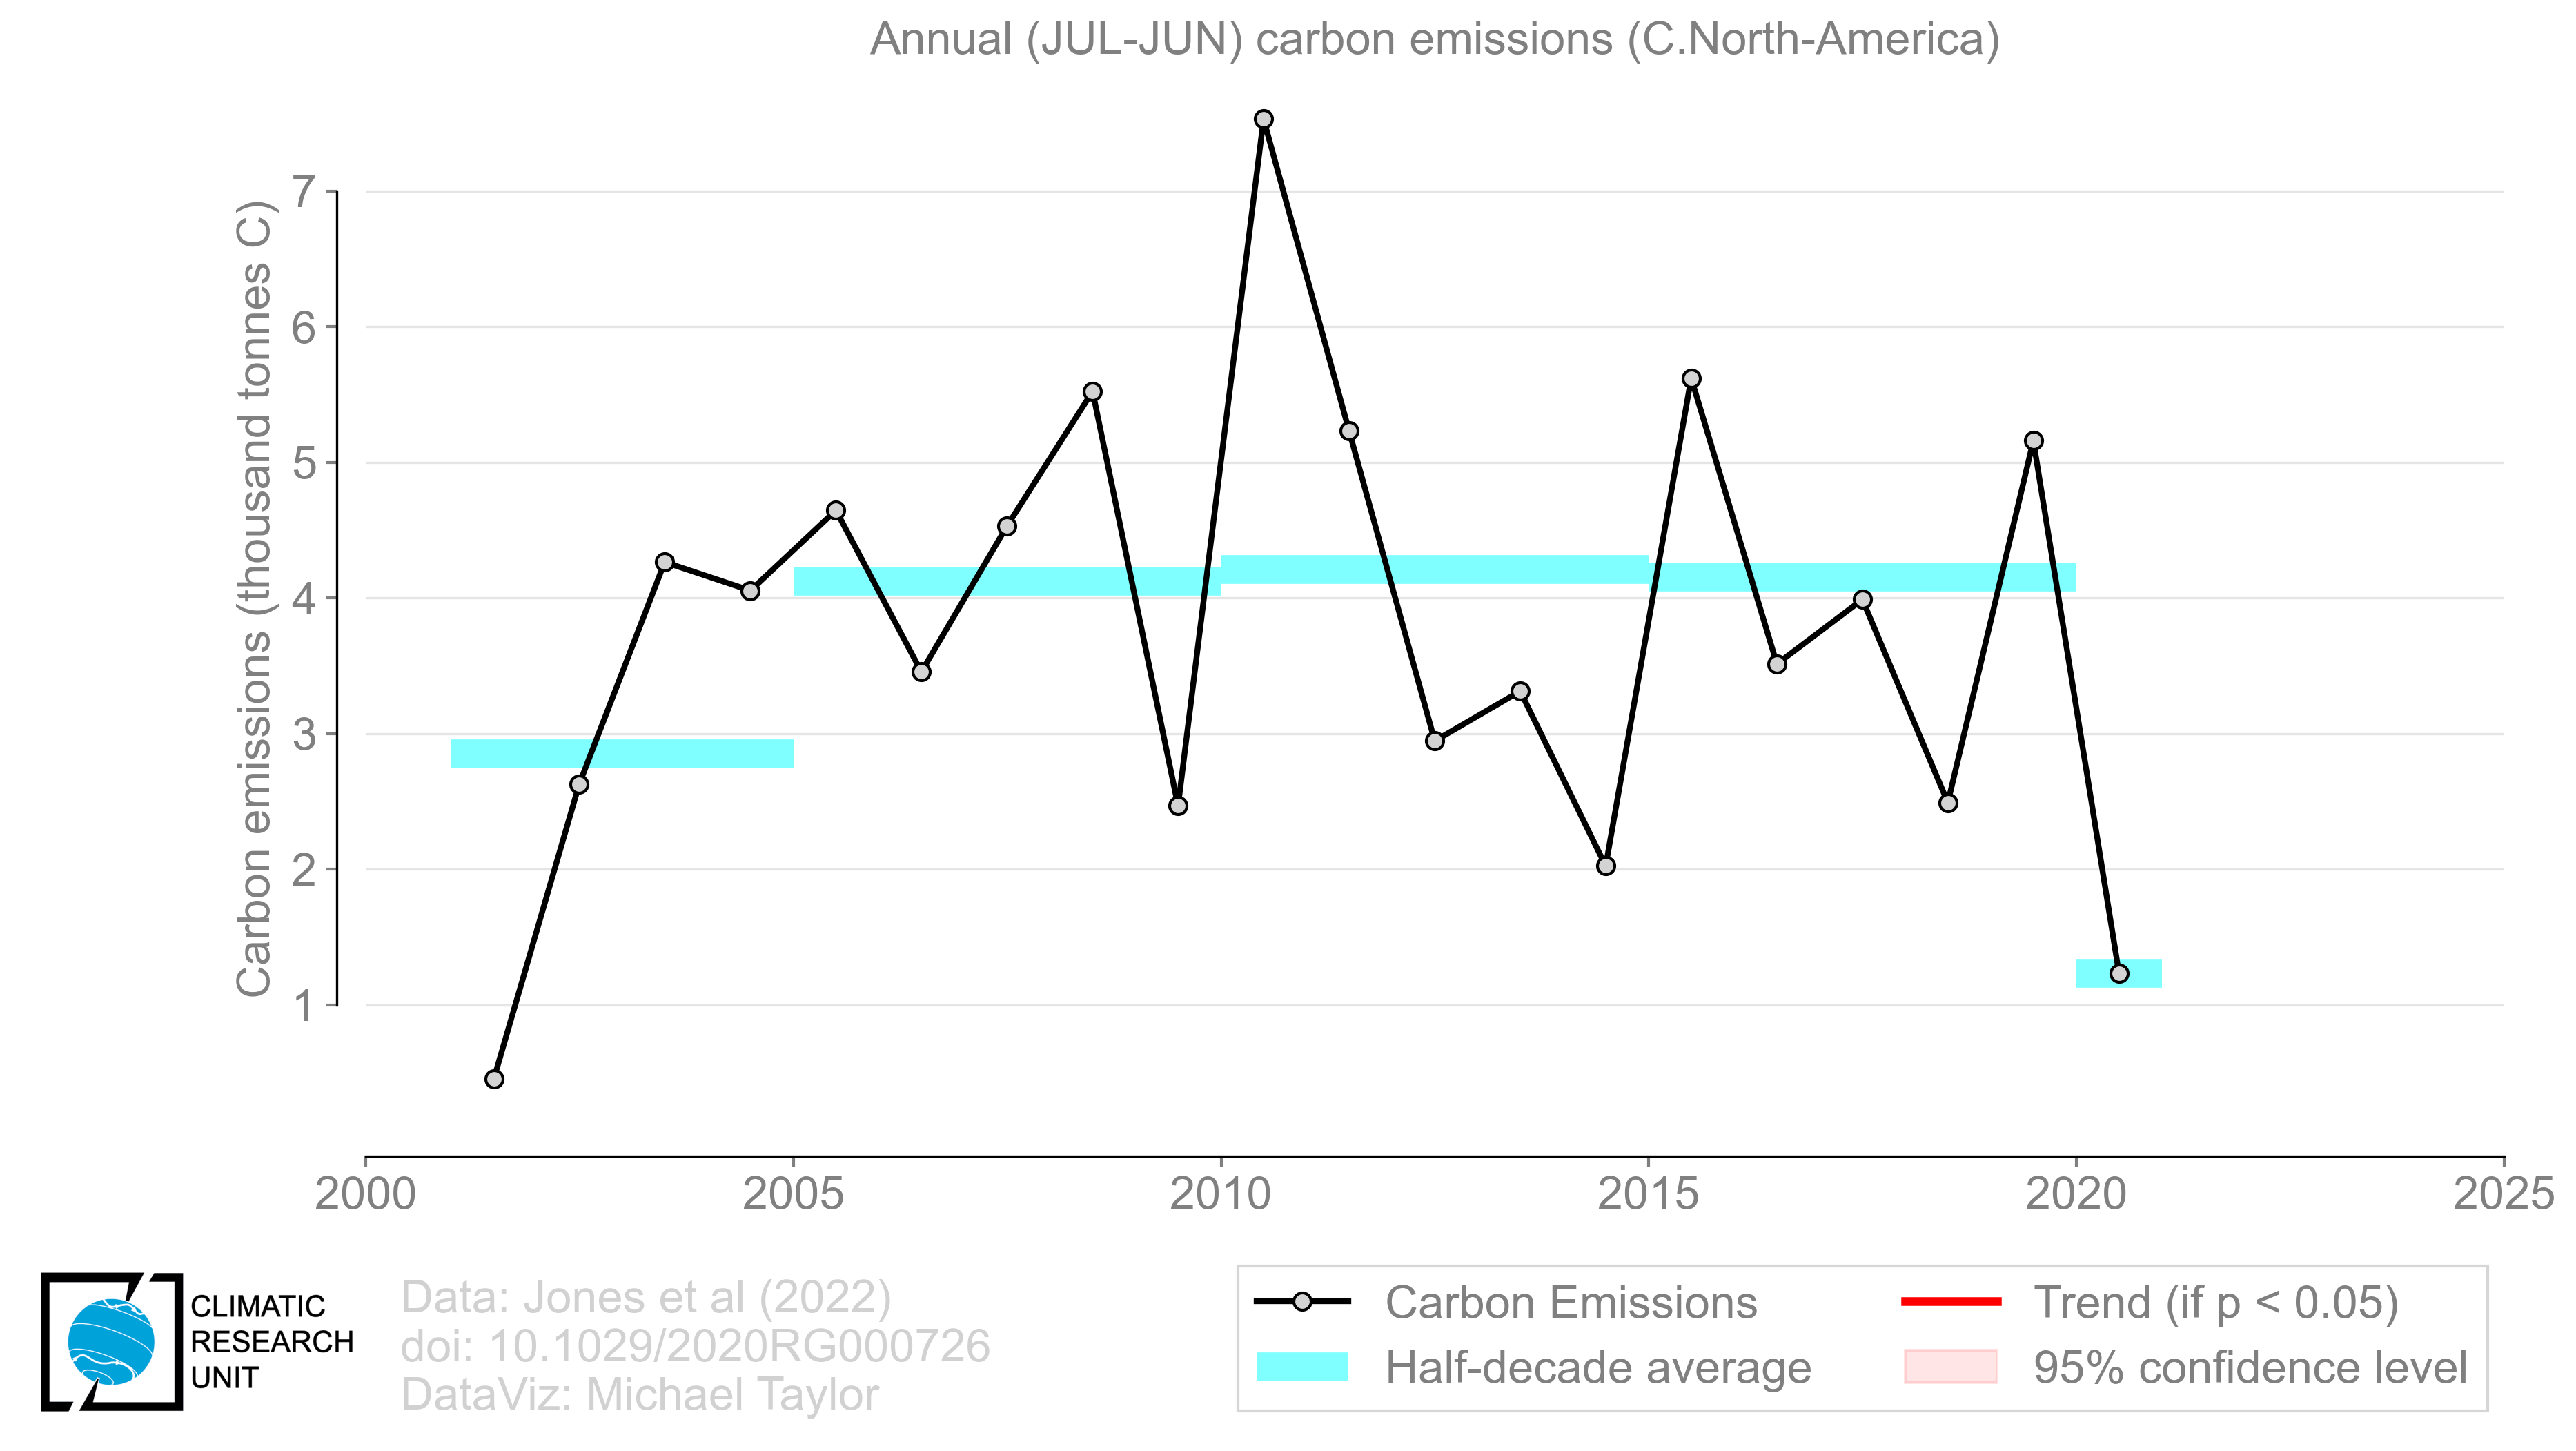 Annual (JUL-JUN) carbon emissions (C.North-America)
Carbon emissions (thousand tonnes C)
7
6
5
4
3
2
1
2000 2005 2010 2015 2020 2025
CLIMATIC
RESEARCH
UNIT
Data: Jones et al (2022)
doi: 10.1029/2020RG000726
DataViz: Michael Taylor
Carbon Emissions
Half-decade average
Trend (if p < 0.05)
95% confidence level